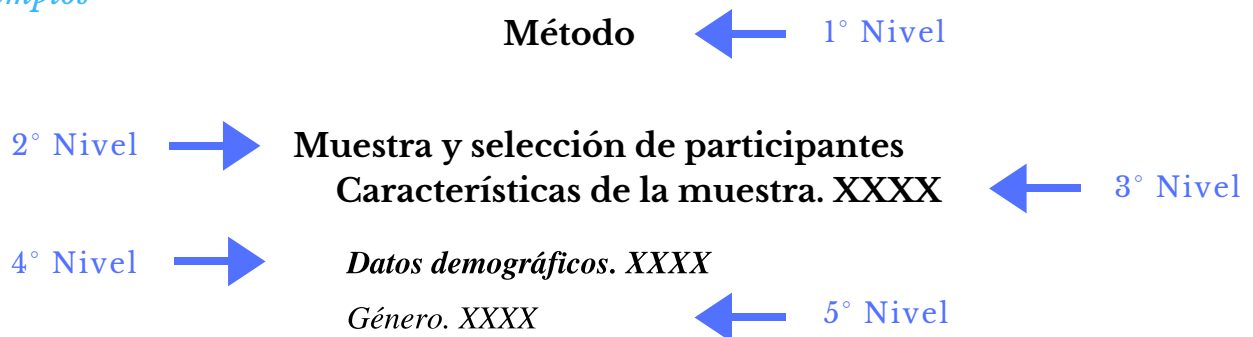 Método 1° Nivel
2° Nivel Muestra y selección de participantes
Características de la muestra. XXXX 3° Nivel
4° Nivel Datos demográficos. XXXX
Género. XXXX 5° Nivel